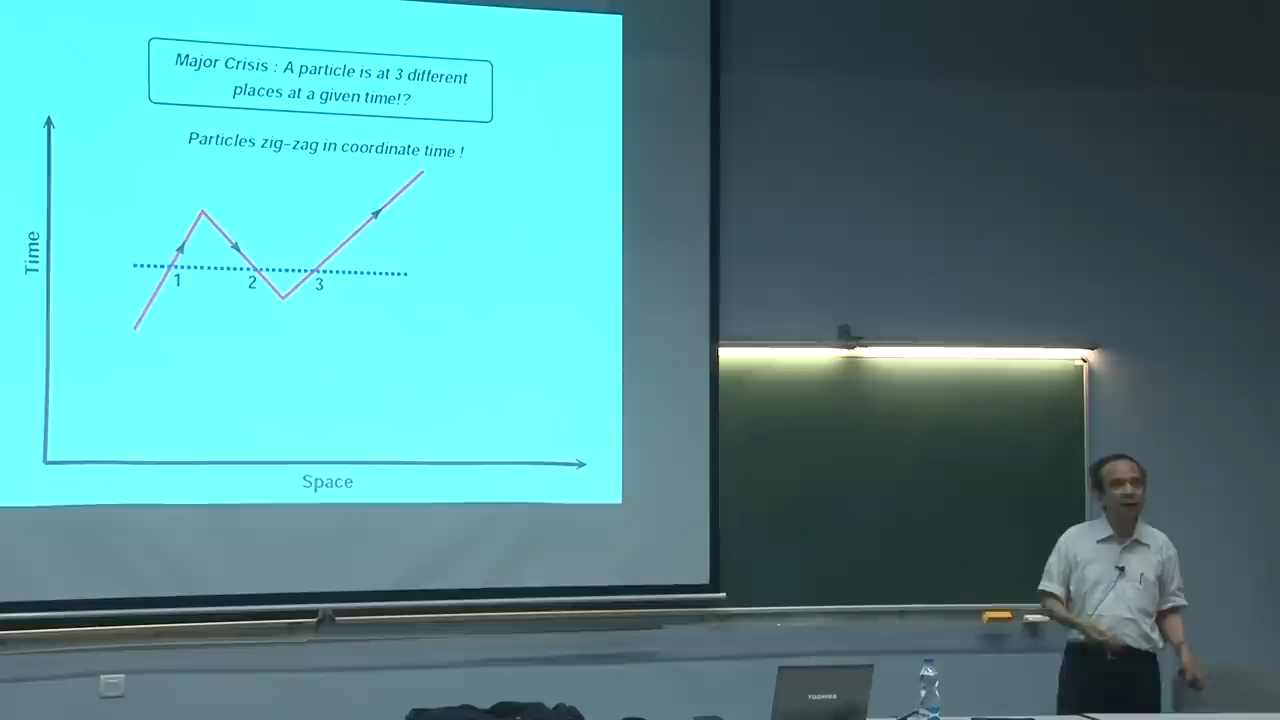 Major Crisis : A particle is at 3 different
places at a given time!?
Particles zig-zag in coordinate time !
Time
1
2
3
Space
TOSHIBA